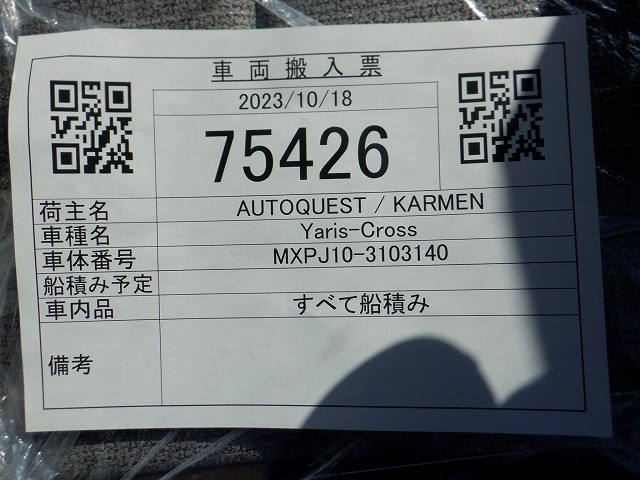 車両搬入票
2023/10/18
75426
荷主名 AUTOQUEST / KARMEN
車種名 Yaris-Cross
車体番号 MXPJ10-3103140
船積み予定
車内品 すべて船積み
備考